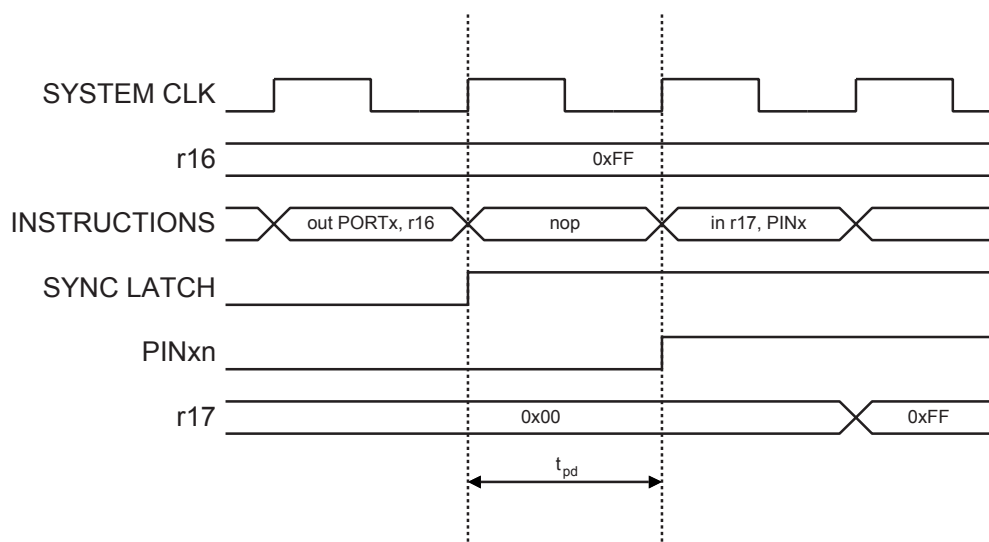 SYSTEM CLK
r16
0xFF
INSTRUCTIONS
out PORTx, r16
nop
in r17, PINx
SYNC LATCH
PINxn
r17
0x00
0xFF
tpd